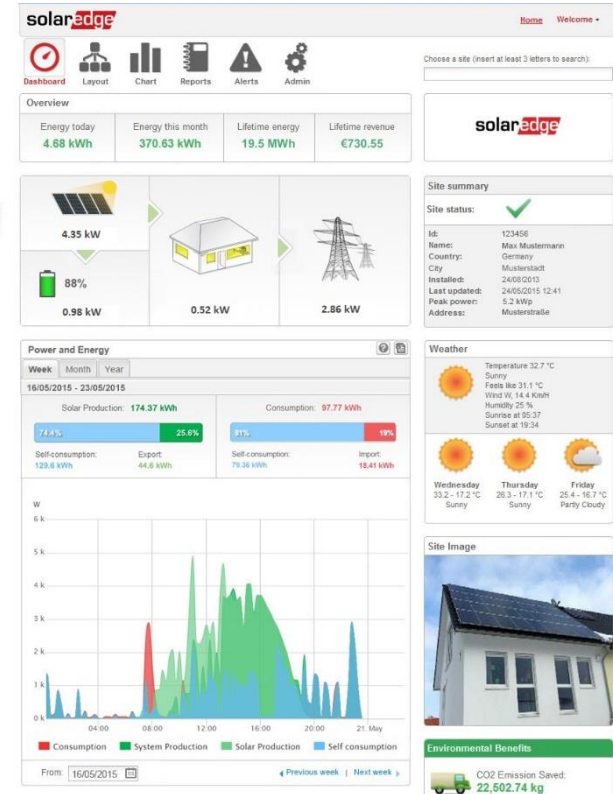 solaredge
Home Welcome
Dashboard Layout Chart Reports Alerts Admin
Choose a site (insert at least 3 letters to search):
Overview
Energy today Energy this month Lifetime energy Lifetime revenue
4.68 kWh 370.63 kWh 19.5 MWh €730.55
solaredge
4.35 kW
88%
0.98 kW 0.52 kW 2.86 kW
Site summary
Site status:
Id: 123456
Name: Max Mustermann
Country: Germany
City Musterstadt
Installed: 24/08/2013
Last updated: 24/05/2015 12:41
Peak power: 5.2 kWp
Address: Musterstraße
Power and Energy
Week Month Year
16/05/2015 - 23/05/2015
Solar Production: 174.37 kWh Consumption: 97.77 kWh
74.4% 25.6% 81% 19%
Self-consumption: Export: Self-consumption: Import:
129.6 kWh 44.6 kWh 79.36 kWh 18.41 kWh
W
6 k
5 k
4 k
3 k
2 k
1 k
0 k
04:00 08:00 12:00 16:00 20:00 21. May
Consumption System Production Solar Production Self consumption
From: 16/05/2015 Previous week | Next week
Weather
Temperature 32.7 °C
Sunny
Feels like 31.1 °C
Wind W, 14.4 Km/H
Humidity 25 %
Sunrise at 05:37
Sunset at 19:34
Wednesday Thursday Friday
33.2 - 17.2 °C 26.3 - 17.1 °C 25.4 - 16.7 °C
Sunny Sunny Partly Cloudy
Site Image
Environmental Benefits
CO2 Emission Saved:
22,502.74 kg